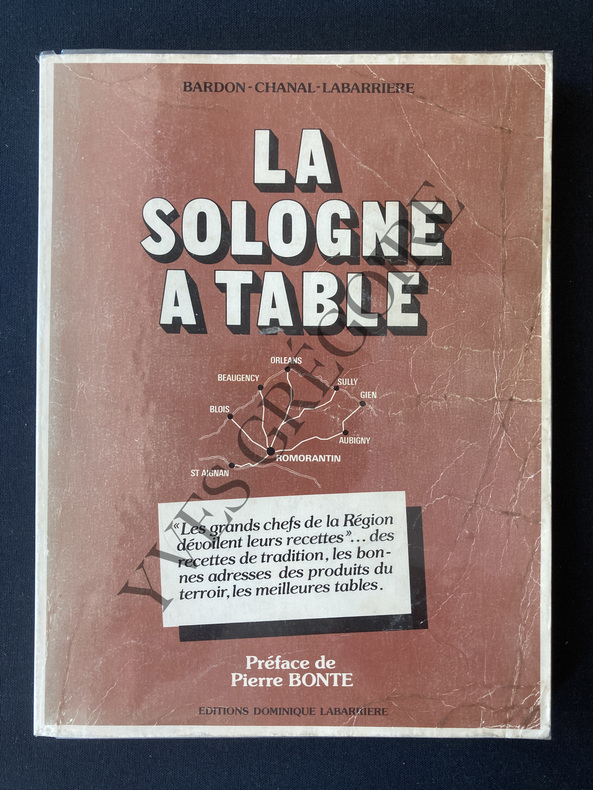 BARDON-CHANAL-LABARRIERE
LA
SOLOGNE
A TABLE
ORLEANS
BEAUGENCY
SULLY
GIEN
BLOIS
AUBIGNY
ROMORANTIN
ST AIGNAN
«Les grands chefs de la Région
dévoilent leurs recettes»... des
recettes de tradition, les bon-
nes adresses des produits du
terroir, les meilleures tables.
Préface de
Pierre BONTE
EDITIONS DOMINIQUE LABARRIERE
YVES GRÉGOIRE